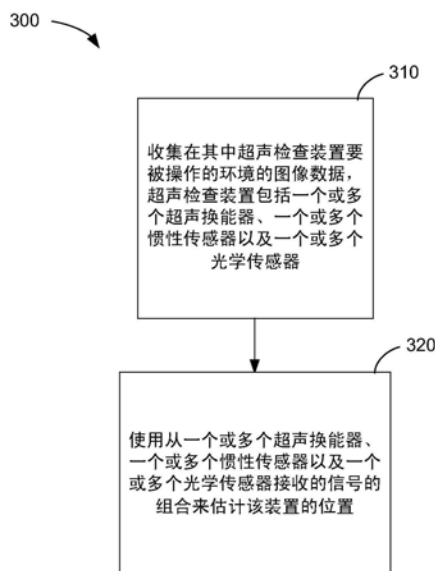 300
310
收集在其中超声检查装置要
被操作的环境的图像数据，
超声检查装置包括一个或多
个超声换能器、一个或多个
惯性传感器以及一个或多个
光学传感器
320
使用从一个或多个超声换能器、
一个或多个惯性传感器以及一个
或多个光学传感器接收的信号的
组合来估计该装置的位置